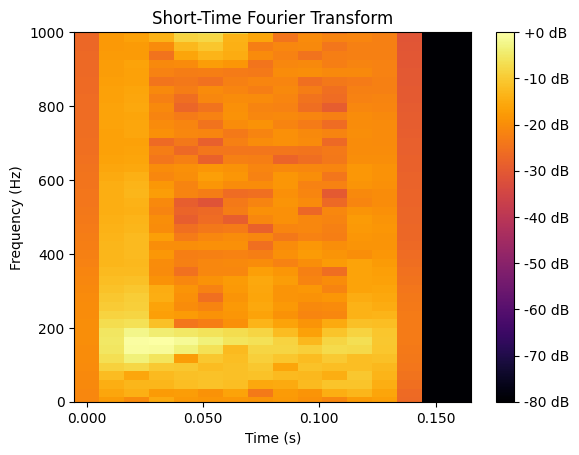 Short-Time Fourier Transform
1000
800
600
400
200
0
Frequency (Hz)
0.000
0.050
0.100
0.150
Time (s)
+0 dB
-10 dB
-20 dB
-30 dB
-40 dB
-50 dB
-60 dB
-70 dB
-80 dB